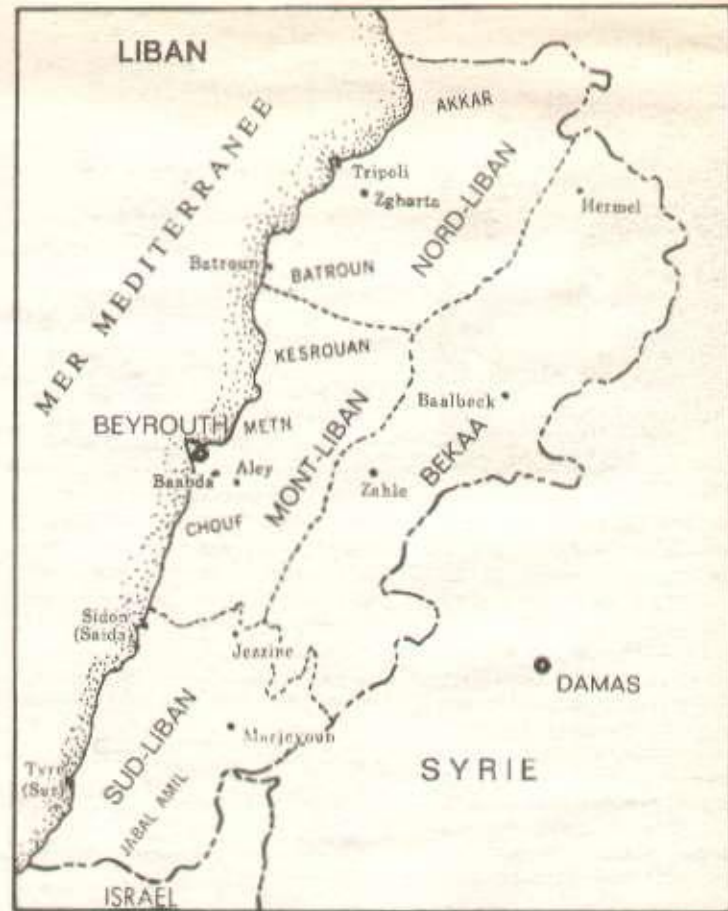 LIBAN
AKKAR
MER MEDITERRANEE
Tripoli
Zgharta
NORD-LIBAN
Hermel
Batroun
BATROUN
KESROUAN
Baalbeck
METN
BEYROUTH
MONT-LIBAN
BEKAA
Baabda
Aley
Zahle
CHOUF
Sidon
(Saida)
Jezzine
DAMAS
SUD-LIBAN
Marjeyoun
SYRIE
Tyre
(Sur)
JABAL AMIL
ISRAEL